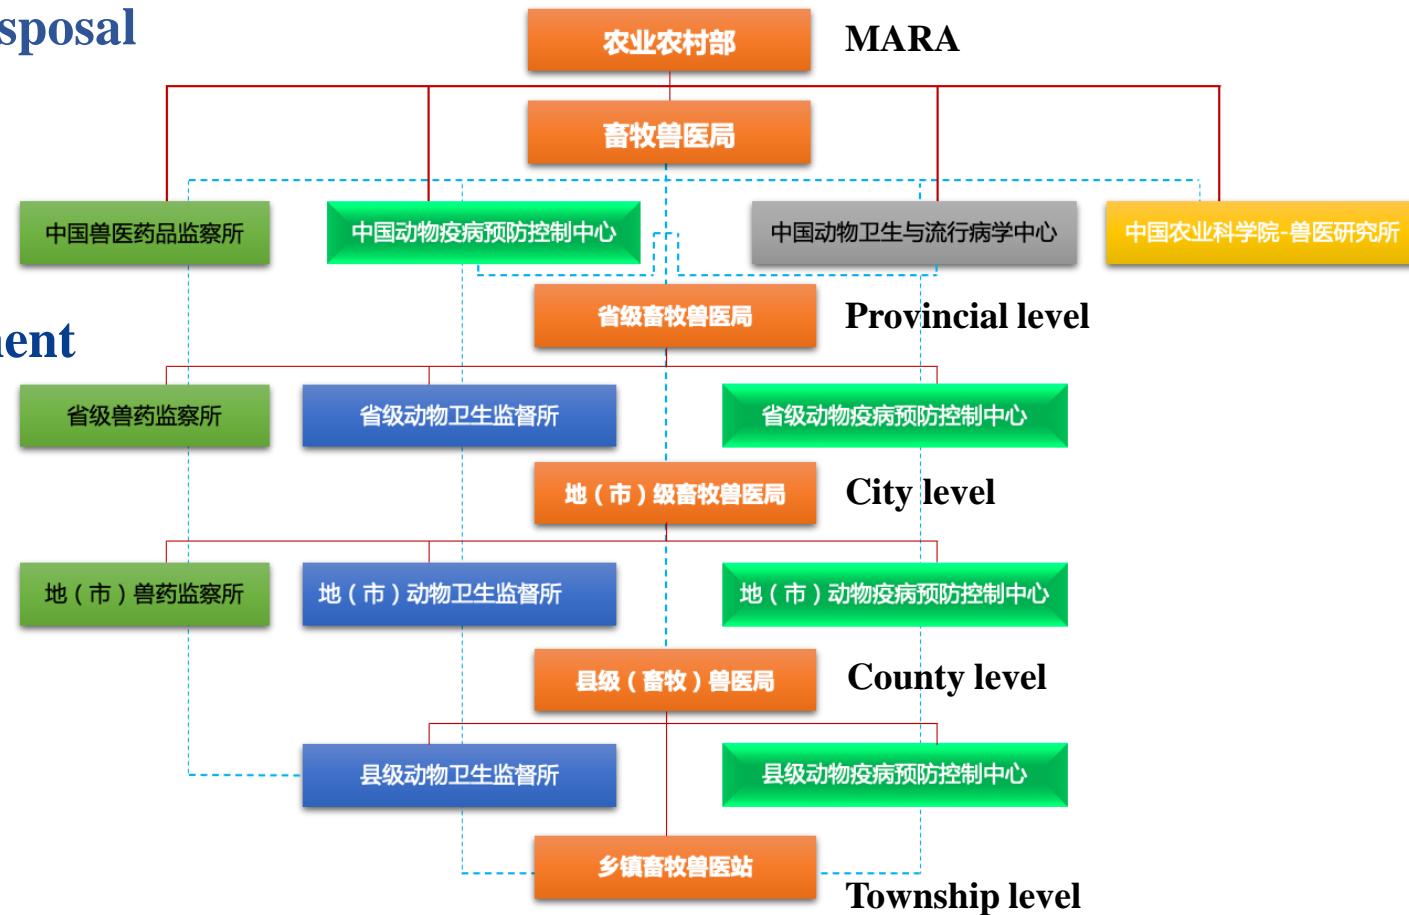 sposal
农业农村部
MARA
畜牧兽医局
中国兽医药品监察所
中国动物疫病预防控制中心
中国动物卫生与流行病学中心
中国农业科学院-兽医研究所
省级畜牧兽医局
Provincial level
nent
省级兽药监察所
省级动物卫生监督所
省级动物疫病预防控制中心
地（市）级畜牧兽医局
City level
地（市）兽药监察所
地（市）动物卫生监督所
地（市）动物疫病预防控制中心
县级（畜牧）兽医局
County level
县级动物卫生监督所
县级动物疫病预防控制中心
乡镇畜牧兽医站
Township level